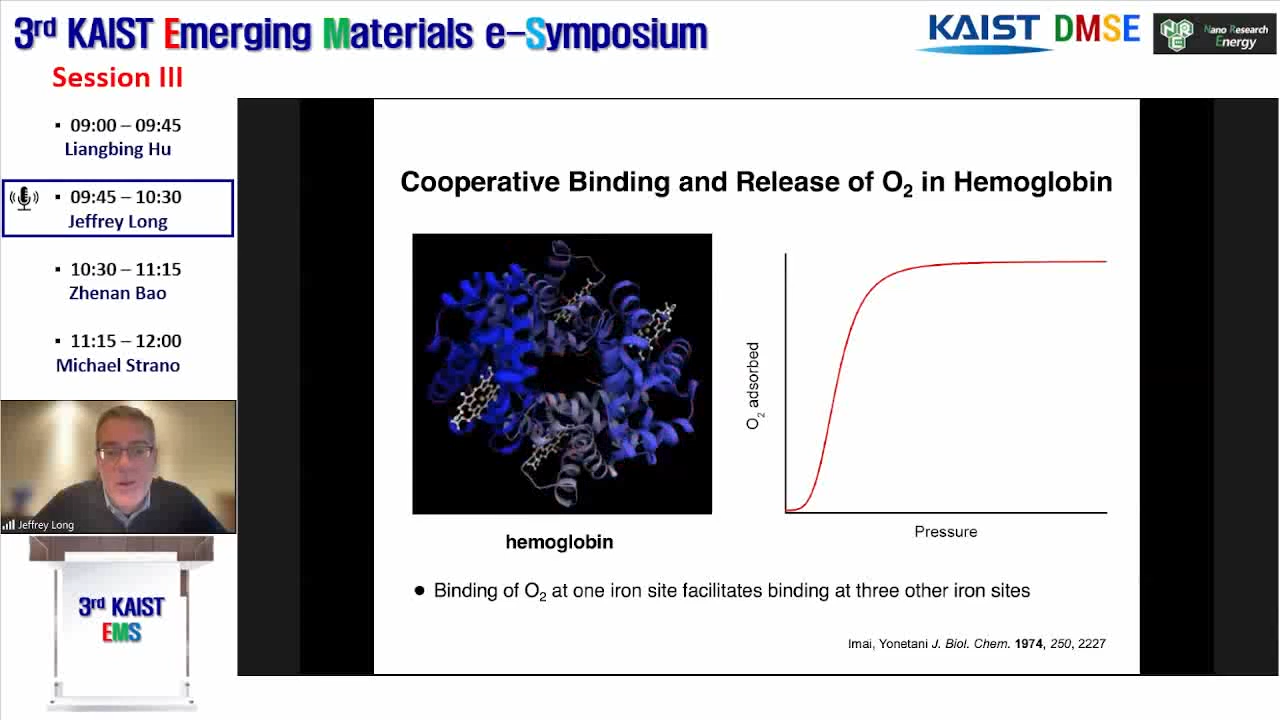 3rd KAIST Emerging Materials e-Symposium
KAIST DMSE
NRE
Nano Research
Energy
Session III
▪ 09:00 – 09:45
Liangbing Hu
▪ 09:45 – 10:30
Jeffrey Long
▪ 10:30 – 11:15
Zhenan Bao
▪ 11:15 – 12:00
Michael Strano
Jeffrey Long
3rd KAIST
EMS
Cooperative Binding and Release of O2 in Hemoglobin
O2 adsorbed
Pressure
hemoglobin
● Binding of O2 at one iron site facilitates binding at three other iron sites
Imai, Yonetani J. Biol. Chem. 1974, 250, 2227